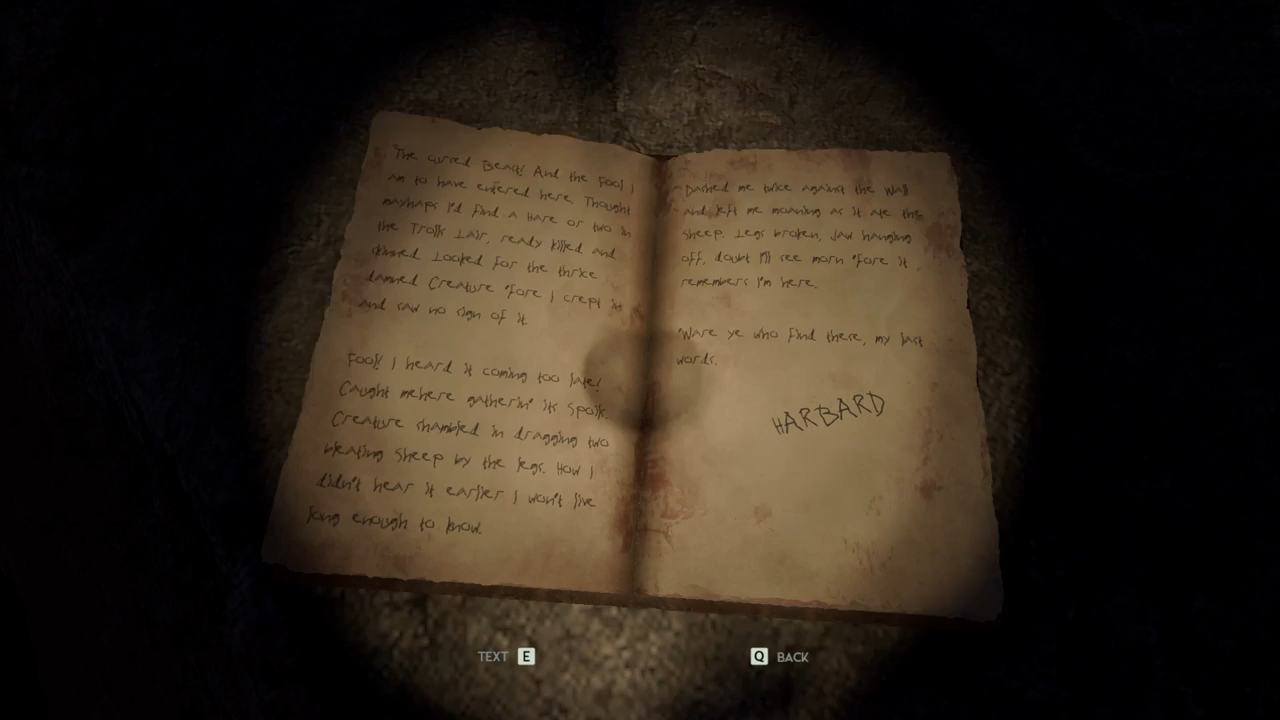 The cursed Beast! And the Fool I
am to have entered here. Thought
mayhaps I'd find a Hare or two in
the Trolls Lair, ready killed and
skinned. Looked for the thrice
damned Creature 'fore I crept in
and saw no sign of it.
Fool! I heard it coming too late!
Caught mehere gatherin' its spoils.
Creature shambled in dragging two
bleating sheep by the legs. How I
didn't hear it earlier I won't live
long enough to know.
Dashed me twice against the Wall
and left me moaning as it ate the
sheep. Legs broken, jaw hanging
off, doubt I'll see morn 'fore it
remembers I'm here.
'Ware ye who find there, my last
words.
HARBARD
TEXT E
Q BACK